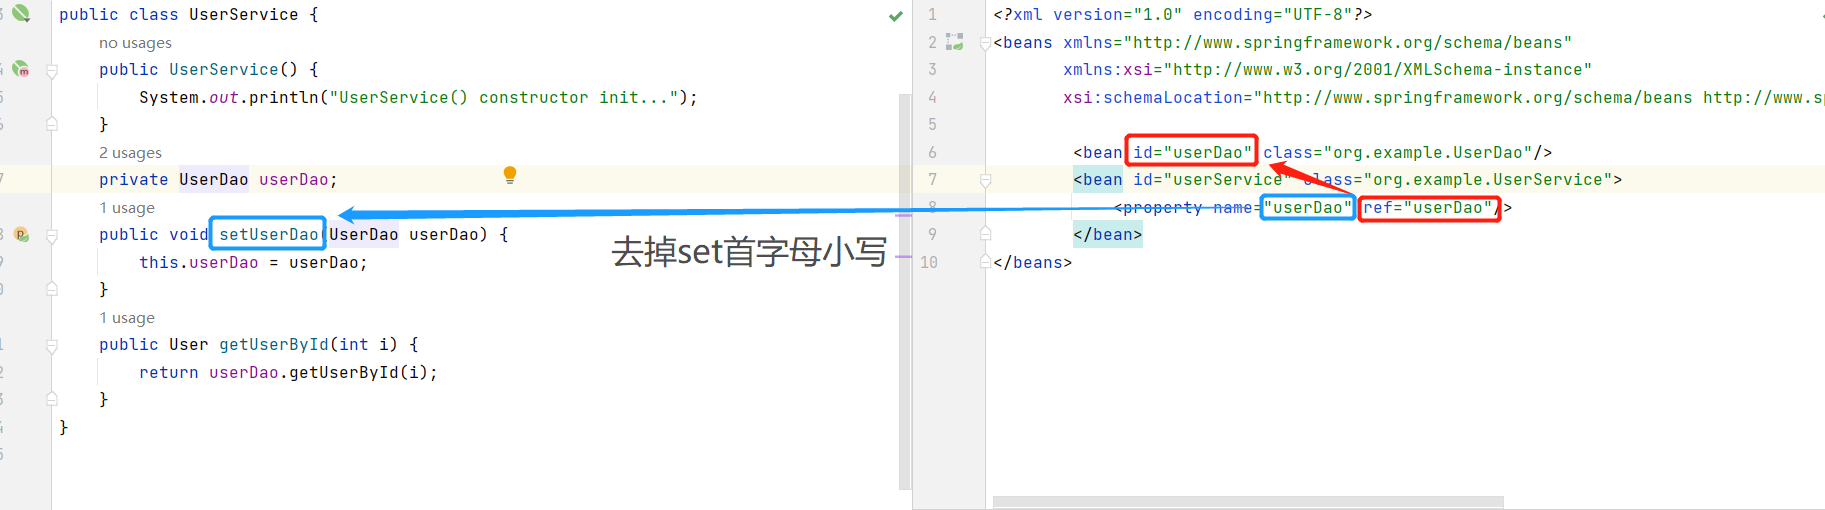 public class UserService {
no usages
public UserService() {
System.out.println("UserService() constructor init...");
}
2 usages
private UserDao userDao;
1 usage
public void setUserDao(UserDao userDao) {
this.userDao = userDao;
}
1 usage
public User getUserById(int i) {
return userDao.getUserById(i);
}
}
去掉set首字母小写
1 <?xml version="1.0" encoding="UTF-8"?>
2 <beans xmlns="http://www.springframework.org/schema/beans"
3 xmlns:xsi="http://www.w3.org/2001/XMLSchema-instance"
4 xsi:schemaLocation="http://www.springframework.org/schema/beans http://www.sp
5
6 <bean id="userDao" class="org.example.UserDao"/>
7 <bean id="userService" class="org.example.UserService">
8 <property name="userDao" ref="userDao"/>
9 </bean>
10 </beans>